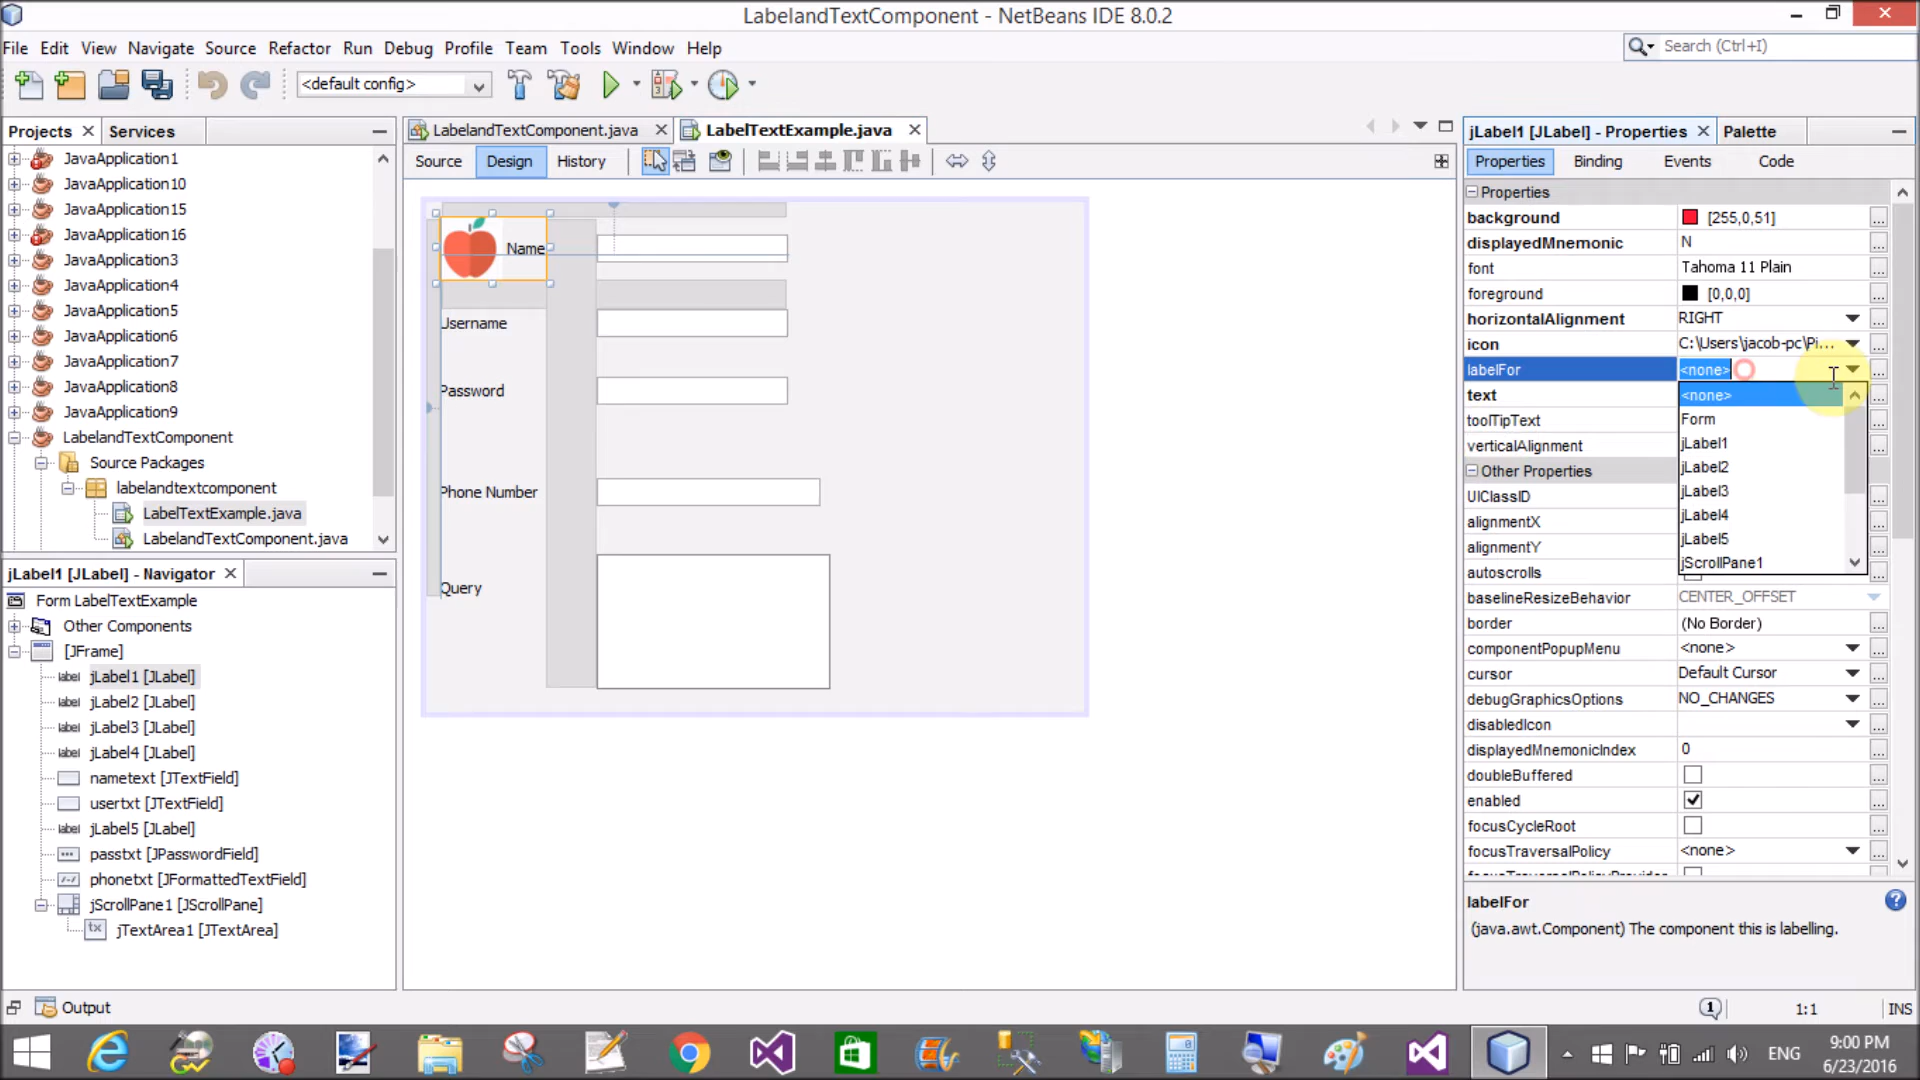 LabelandTextComponent - NetBeans IDE 8.0.2
File Edit View Navigate Source Refactor Run Debug Profile Team Tools Window Help
Search (Ctrl+I)
<default config>
Projects Services
JavaApplication1
JavaApplication10
JavaApplication15
JavaApplication16
JavaApplication3
JavaApplication4
JavaApplication5
JavaApplication6
JavaApplication7
JavaApplication8
JavaApplication9
LabelandTextComponent
Source Packages
labelandtextcomponent
LabelTextExample.java
LabelandTextComponent.java
jLabel1 [JLabel] - Navigator
Form LabelTextExample
Other Components
[JFrame]
jLabel1 [JLabel]
jLabel2 [JLabel]
jLabel3 [JLabel]
jLabel4 [JLabel]
nametext [JTextField]
usertxt [JTextField]
jLabel5 [JLabel]
passtxt [JPasswordField]
phonetxt [JFormattedTextField]
jScrollPane1 [JScrollPane]
jTextArea1 [JTextArea]
LabelandTextComponent.java LabelTextExample.java
Source Design History
Name
Username
Password
Phone Number
Query
jLabel1 [JLabel] - Properties Palette
Properties Binding Events Code
Properties
background [255,0,51]
displayedMnemonic N
font Tahoma 11 Plain
foreground [0,0,0]
horizontalAlignment RIGHT
icon C:\Users\jacob-pc\Pi...
labelFor <none>
text
toolTipText
verticalAlignment
Other Properties
UIClassID
alignmentX
alignmentY
autoscrolls
<none>
Form
jLabel1
jLabel2
jLabel3
jLabel4
jLabel5
jScrollPane1
baselineResizeBehavior CENTER_OFFSET
border (No Border)
componentPopupMenu <none>
cursor Default Cursor
debugGraphicsOptions NO_CHANGES
disabledIcon
displayedMnemonicIndex 0
doubleBuffered
enabled
focusCycleRoot
focusTraversalPolicy <none>
labelFor
(java.awt.Component) The component this is labelling.
Output
1:1 INS
ENG
9:00 PM
6/23/2016